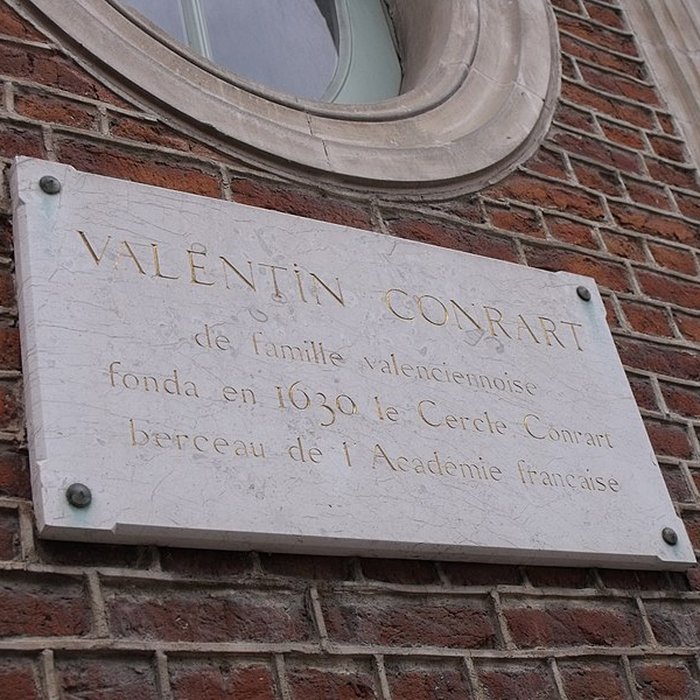 VALENTIN CONRART
de famille valenciennoise
fonda en 1630 le Cercle Conrart
berceau de l'Académie française